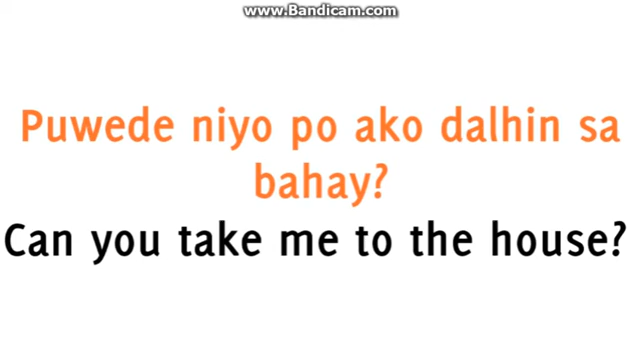 www.Bandicam.com
Puwede niyo po ako dalhin sa
bahay?
Can you take me to the house?